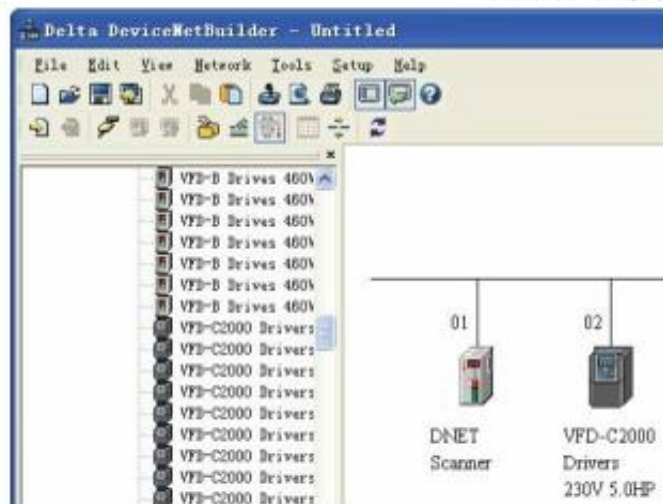 Delta DeviceNetBuilder - Untitled
File Edit View Network Tools Setup Help
VFD-B Drives 460V
VFD-B Drives 460V
VFD-B Drives 460V
VFD-B Drives 460V
VFD-B Drives 460V
VFD-B Drives 460V
VFD-B Drives 460V
VFD-C2000 Drivers
VFD-C2000 Drivers
VFD-C2000 Drivers
VFD-C2000 Drivers
VFD-C2000 Drivers
VFD-C2000 Drivers
VFD-C2000 Drivers
VFD-C2000 Drivers
VFD-C2000 Drivers
01
DNET
Scanner
02
VFD-C2000
Drivers
230V 5.0HP